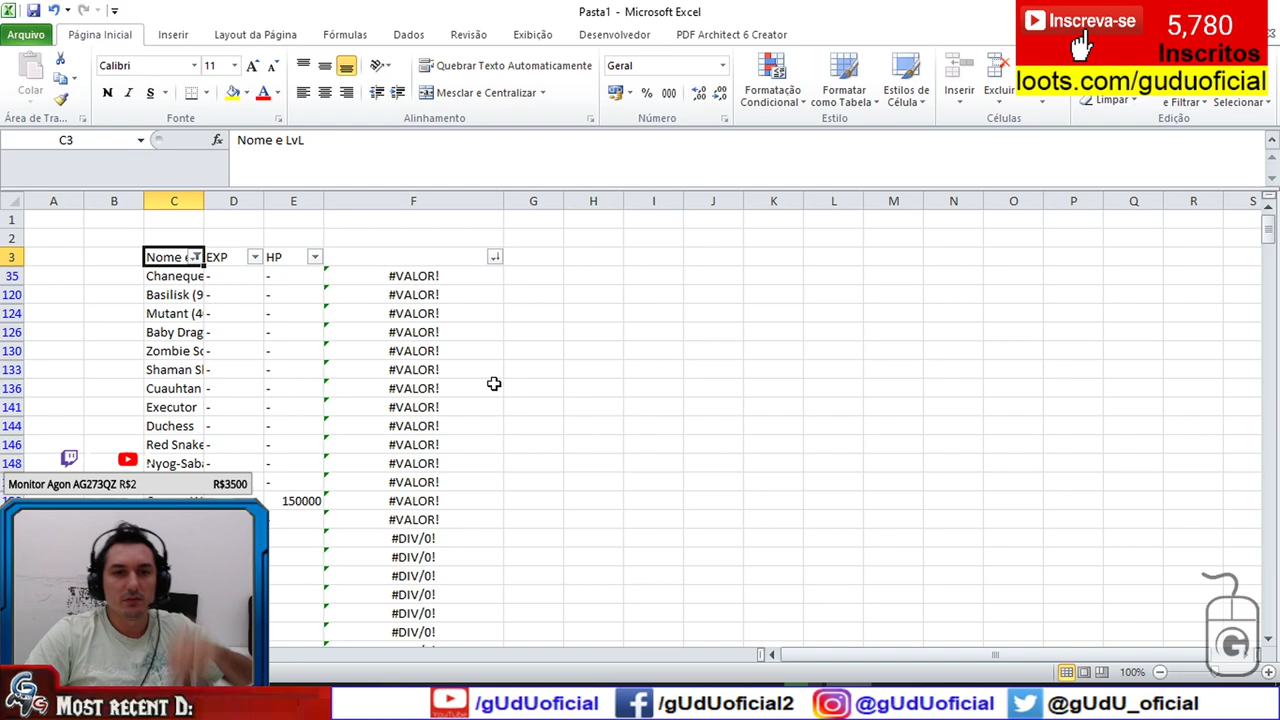 Pasta1 - Microsoft Excel
Arquivo Página Inicial Inserir Layout da Página Fórmulas Dados Revisão Exibição Desenvolvedor PDF Architect 6 Creator
Inscreva-se 5,780
Inscritos
loots.com/guduoficial
Colar
Calibri 11
N I S
Quebrar Texto Automaticamente
Mesclar e Centralizar
Geral
% 000
Formatação Condicional
Formatar como Tabela
Estilos de Célula
Inserir
Excluir
Limpar
e Filtrar Selecionar
Área de Tra... Fonte Alinhamento Número Estilo Células Edição
C3 fx Nome e LvL
A B C D E F G H I J K L M N O P Q R S
1
2
3 Nome EXP HP
35 Chaneque - - #VALOR!
120 Basilisk (9 - - #VALOR!
124 Mutant (4 - - #VALOR!
126 Baby Drag - - #VALOR!
130 Zombie So - - #VALOR!
133 Shaman S - - #VALOR!
136 Cuauhtan - - #VALOR!
141 Executor - - #VALOR!
144 Duchess - - #VALOR!
146 Red Snake - - #VALOR!
148 Nyog-Sab - - #VALOR!
- #VALOR!
150000 #VALOR!
#VALOR!
#DIV/0!
#DIV/0!
#DIV/0!
#DIV/0!
#DIV/0!
#DIV/0!
Monitor Agon AG273QZ R$2 R$3500
100%
G
Most recent D:
YouTube /gUdUoficial /gUdUoficial2 @gUdUoficial @gUdU_oficial